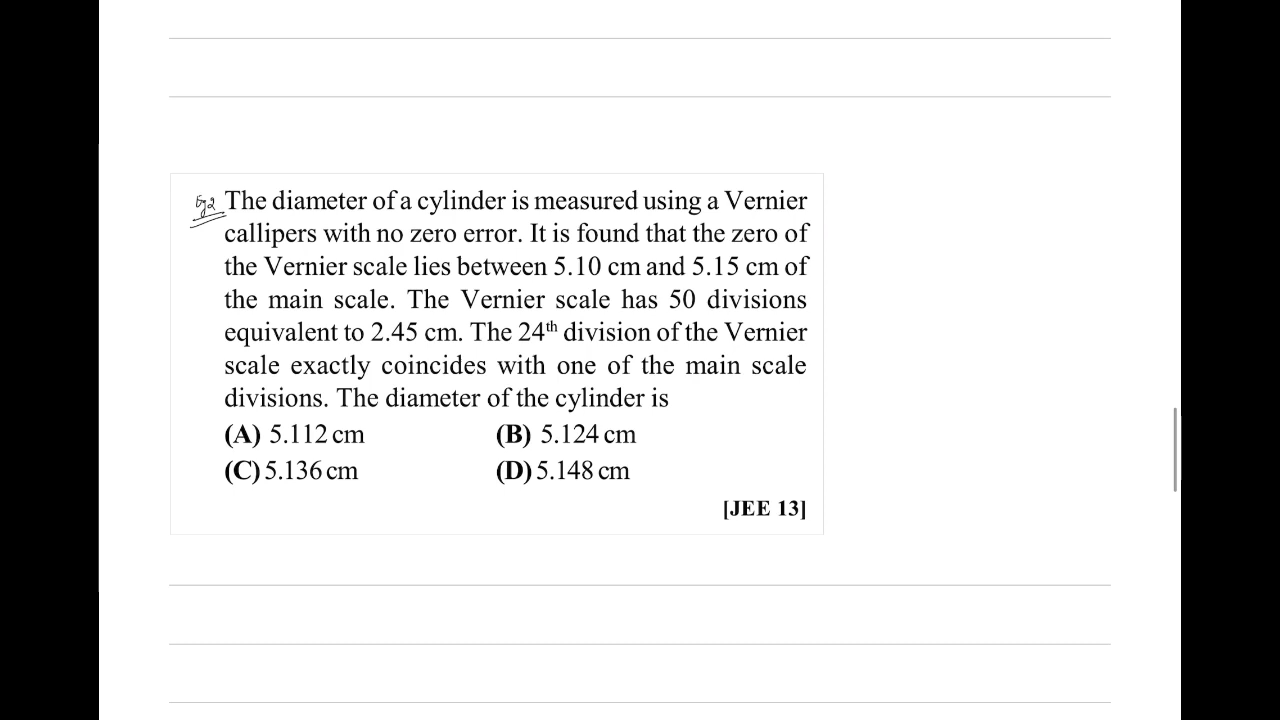 Eg2 The diameter of a cylinder is measured using a Vernier
callipers with no zero error. It is found that the zero of
the Vernier scale lies between 5.10 cm and 5.15 cm of
the main scale. The Vernier scale has 50 divisions
equivalent to 2.45 cm. The 24th division of the Vernier
scale exactly coincides with one of the main scale
divisions. The diameter of the cylinder is
(A) 5.112 cm (B) 5.124 cm
(C) 5.136 cm (D) 5.148 cm
[JEE 13]